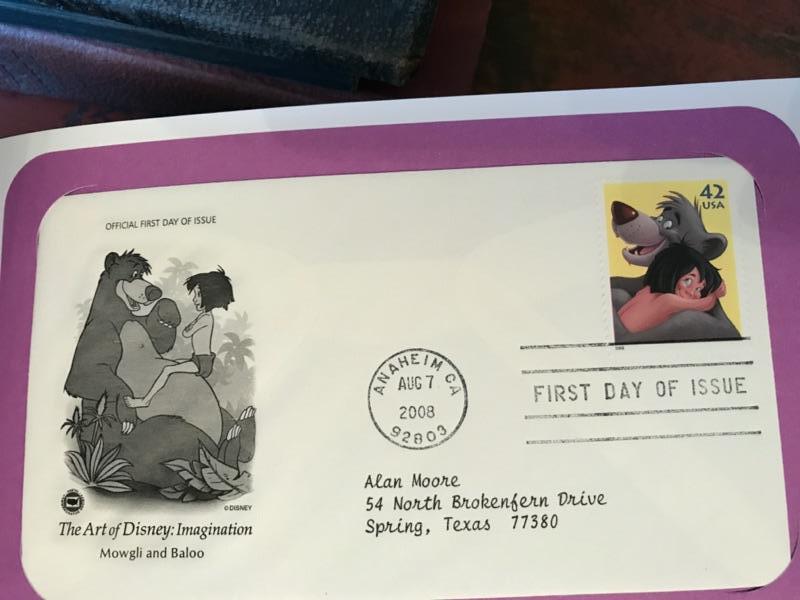 OFFICIAL FIRST DAY OF ISSUE
42
USA
ANAHEIM CA
AUG 7
2008
92803
FIRST DAY OF ISSUE
© DISNEY
The Art of Disney: Imagination
Mowgli and Baloo
Alan Moore
54 North Brokenfern Drive
Spring, Texas 77380